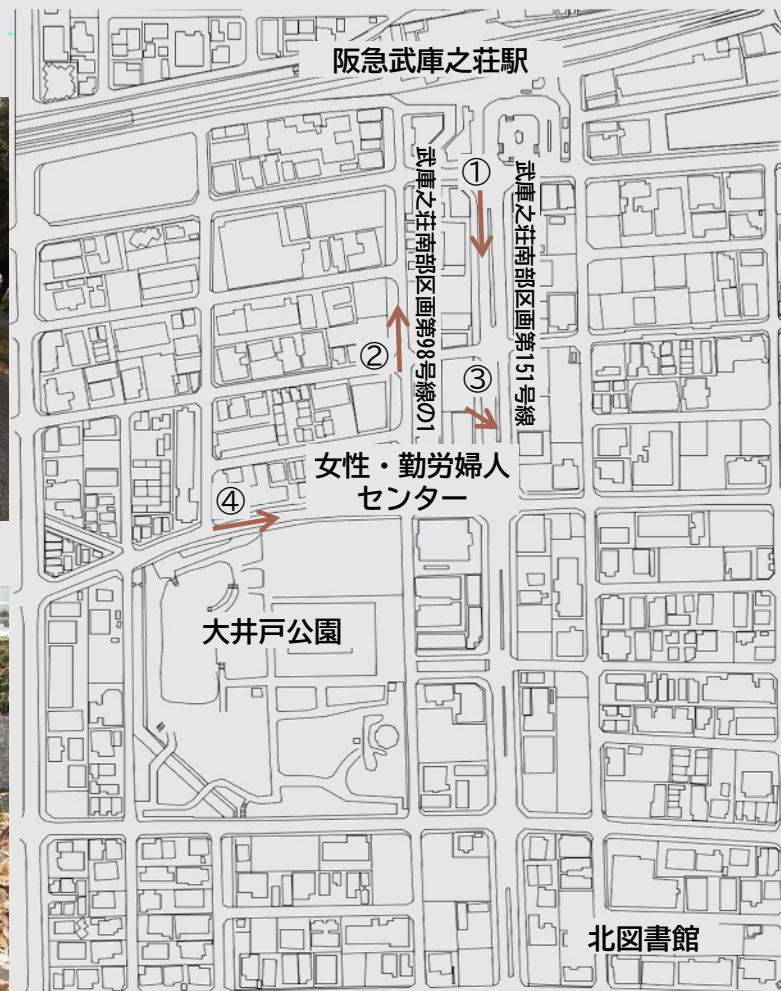 阪急武庫之荘駅
①
武庫之荘南部区画第98号線の1
武庫之荘南部区画第151号線
②
③
女性・勤労婦人
センター
④
大井戸公園
北図書館